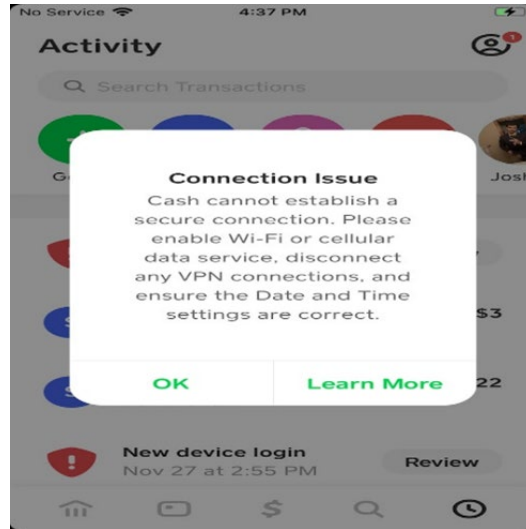 No Service 4:37 PM
Activity
1
Search Transactions
Josh
Connection Issue
Cash cannot establish a
secure connection. Please
enable Wi-Fi or cellular
data service, disconnect
any VPN connections, and
ensure the Date and Time
settings are correct.
$3
OK Learn More
22
New device login
Nov 27 at 2:55 PM
Review
$